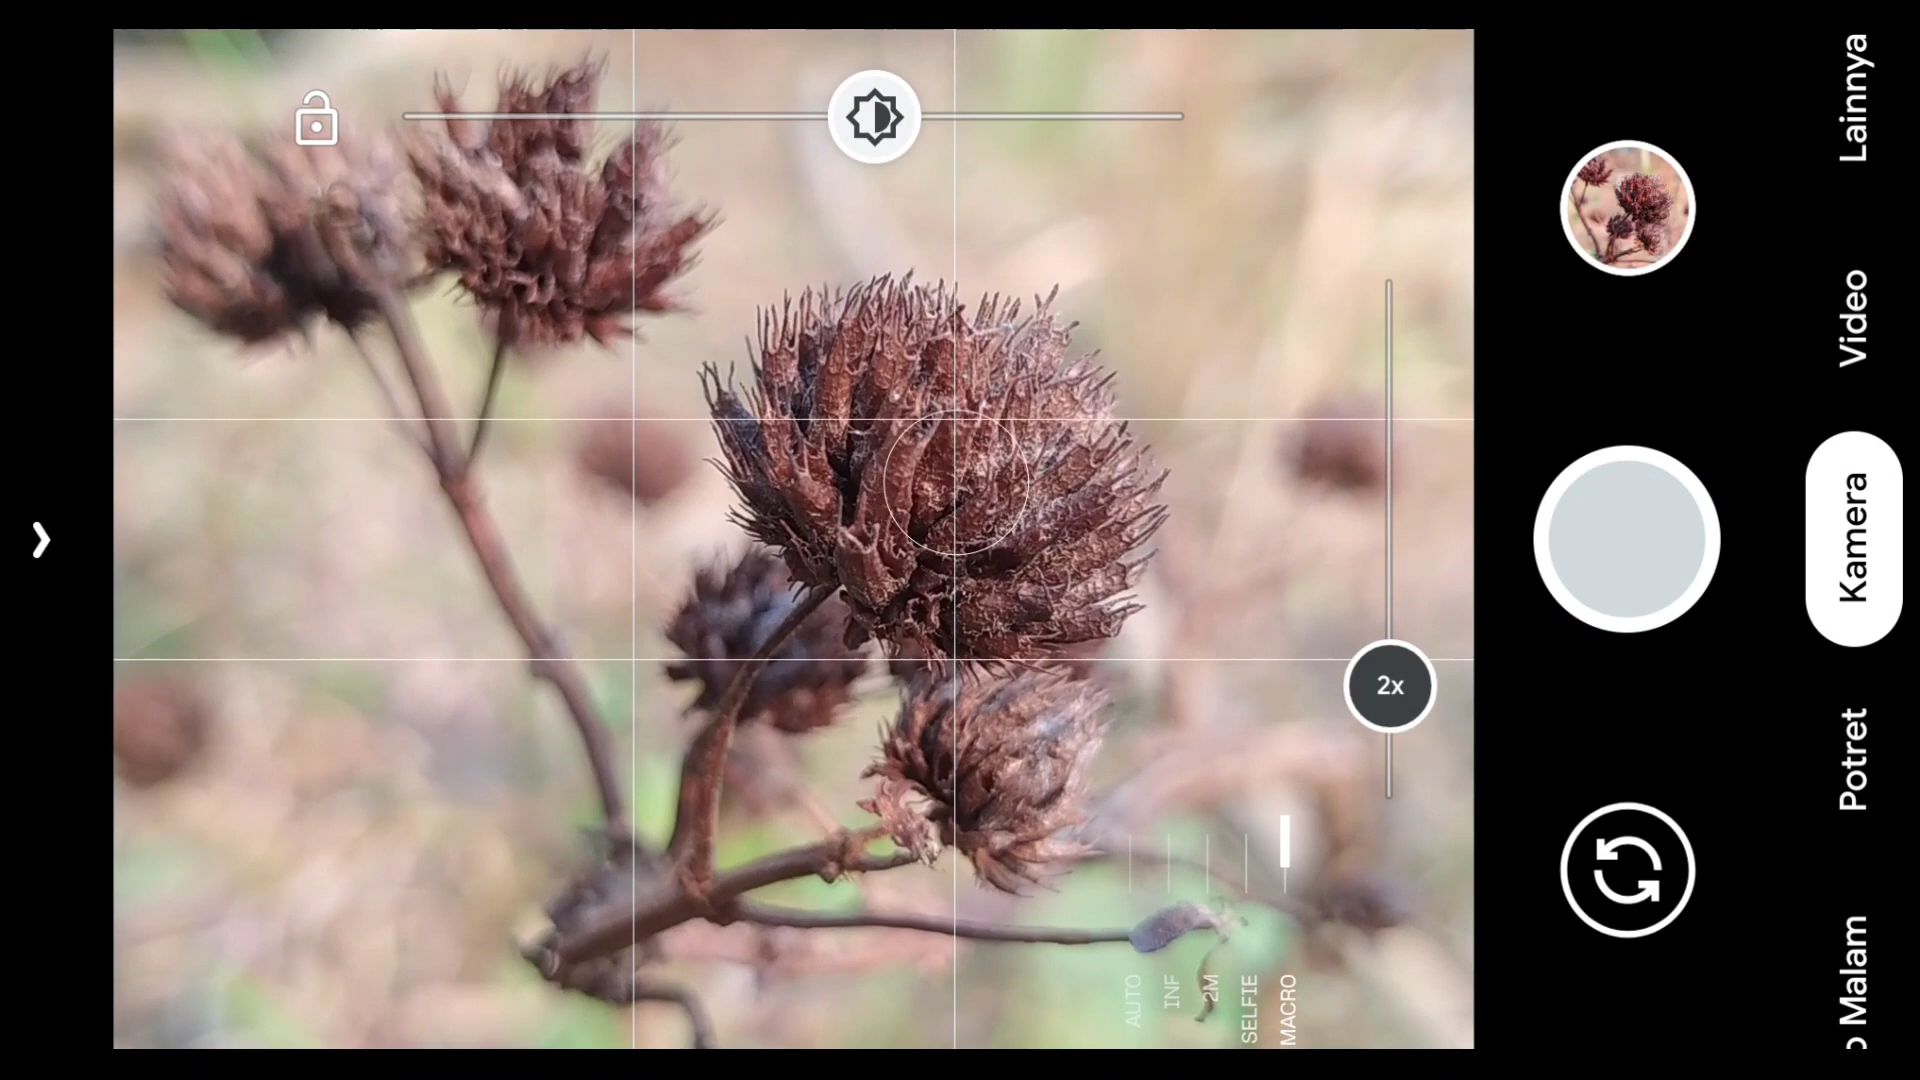 Lainnya
Video
Kamera
Potret
Malam
2x
AUTO
INF
2M
SELFIE
MACRO